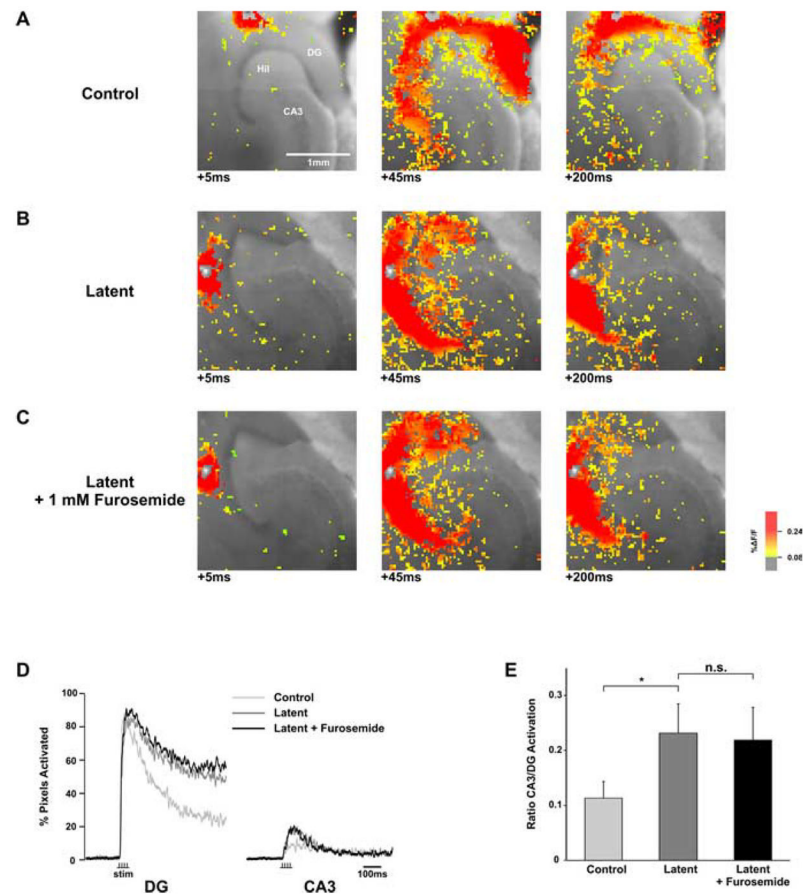 A
Control
DG
Hil
CA3
1mm
+5ms
+45ms
+200ms
B
Latent
+5ms
+45ms
+200ms
C
Latent
+ 1 mM Furosemide
+5ms
+45ms
+200ms
%ΔF/F
0.24
0.08
D
% Pixels Activated
100
80
60
40
20
0
Control
Latent
Latent + Furosemide
stim
100ms
DG
CA3
E
Ratio CA3/DG Activation
0.3
0.2
0.1
0
*
n.s.
Control
Latent
Latent
+ Furosemide